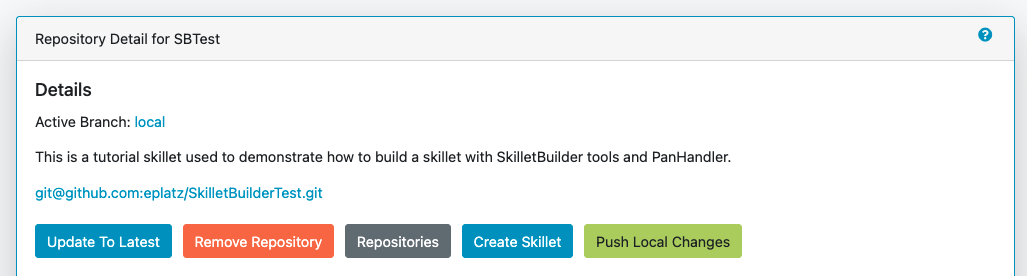 Repository Detail for SBTest
?
Details
Active Branch: local
This is a tutorial skillet used to demonstrate how to build a skillet with SkilletBuilder tools and PanHandler.
git@github.com:eplatz/SkilletBuilderTest.git
Update To Latest Remove Repository Repositories Create Skillet Push Local Changes